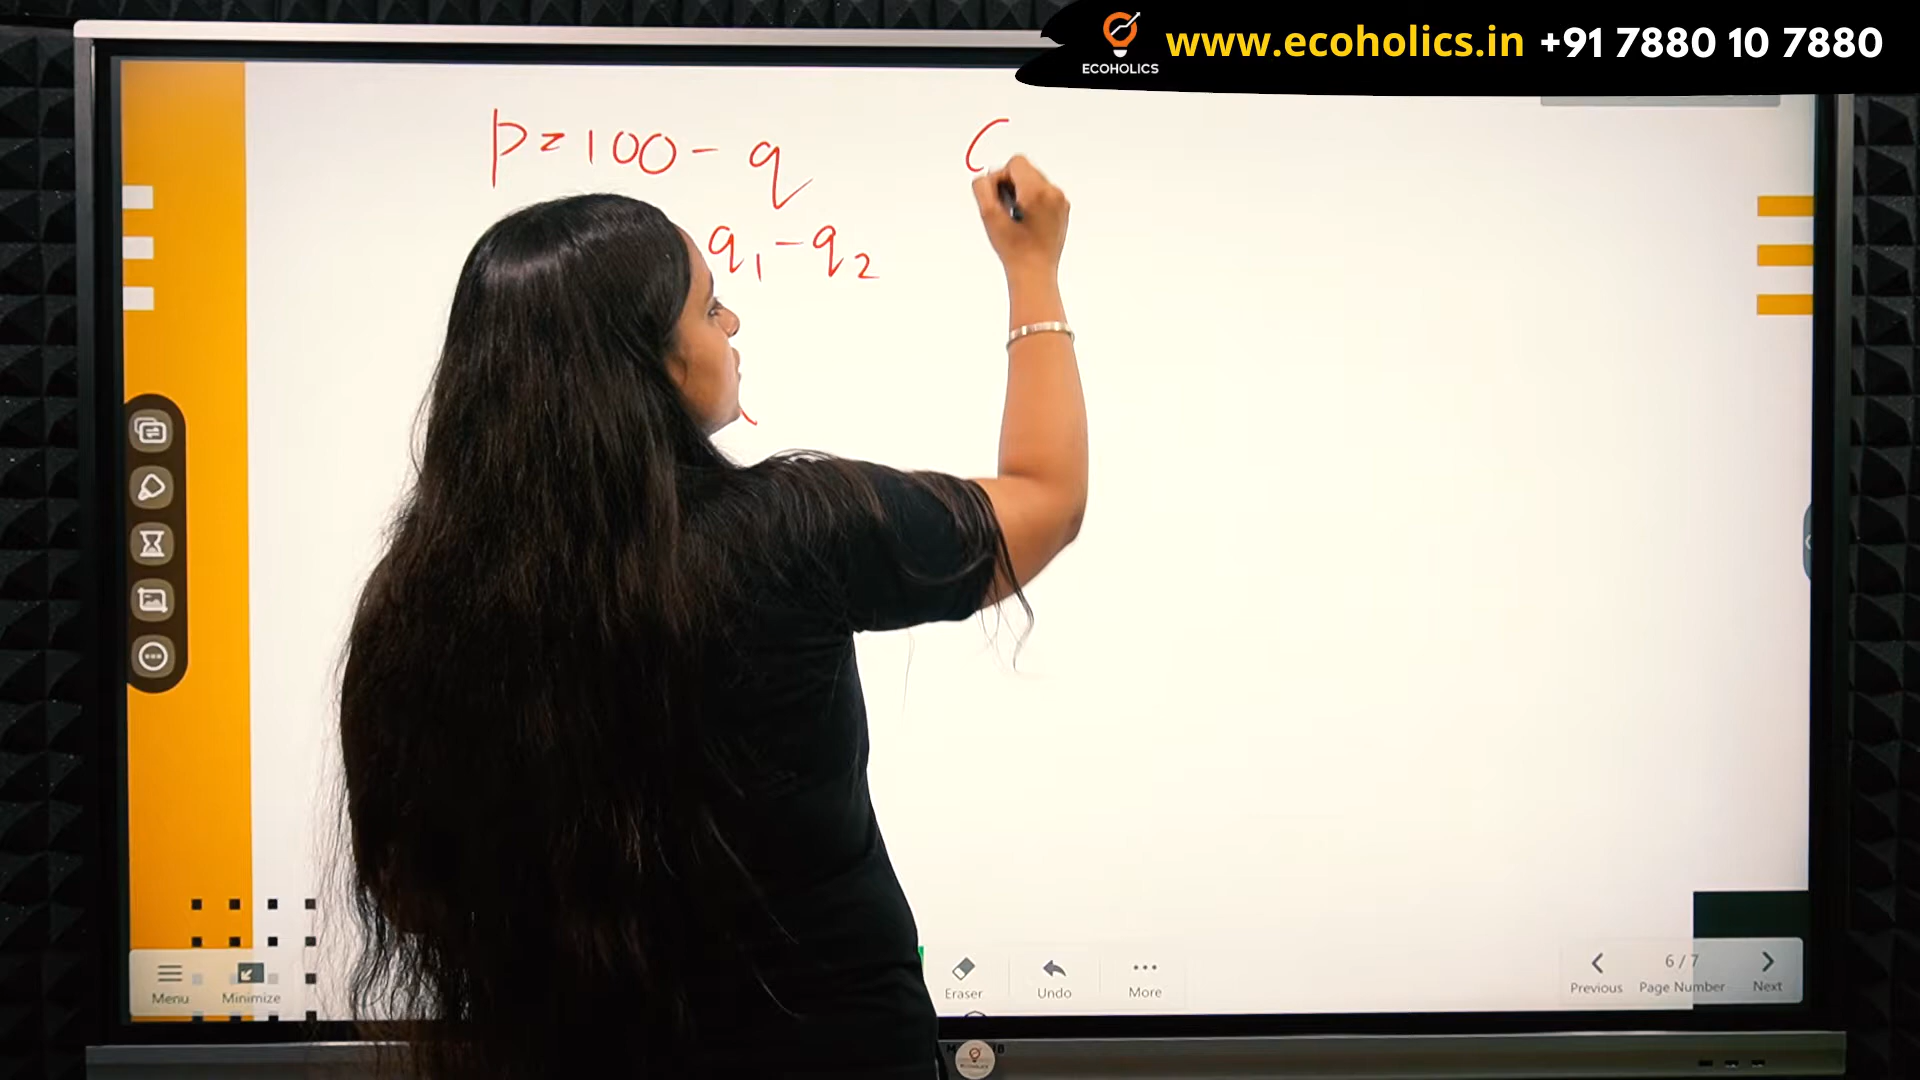 www.ecoholics.in +91 7880 10 7880
ECOHOLICS
p = 100 - q
q1 - q2
C
Menu
Minimize
Eraser
Undo
More
Previous
6 / 7
Page Number
Next